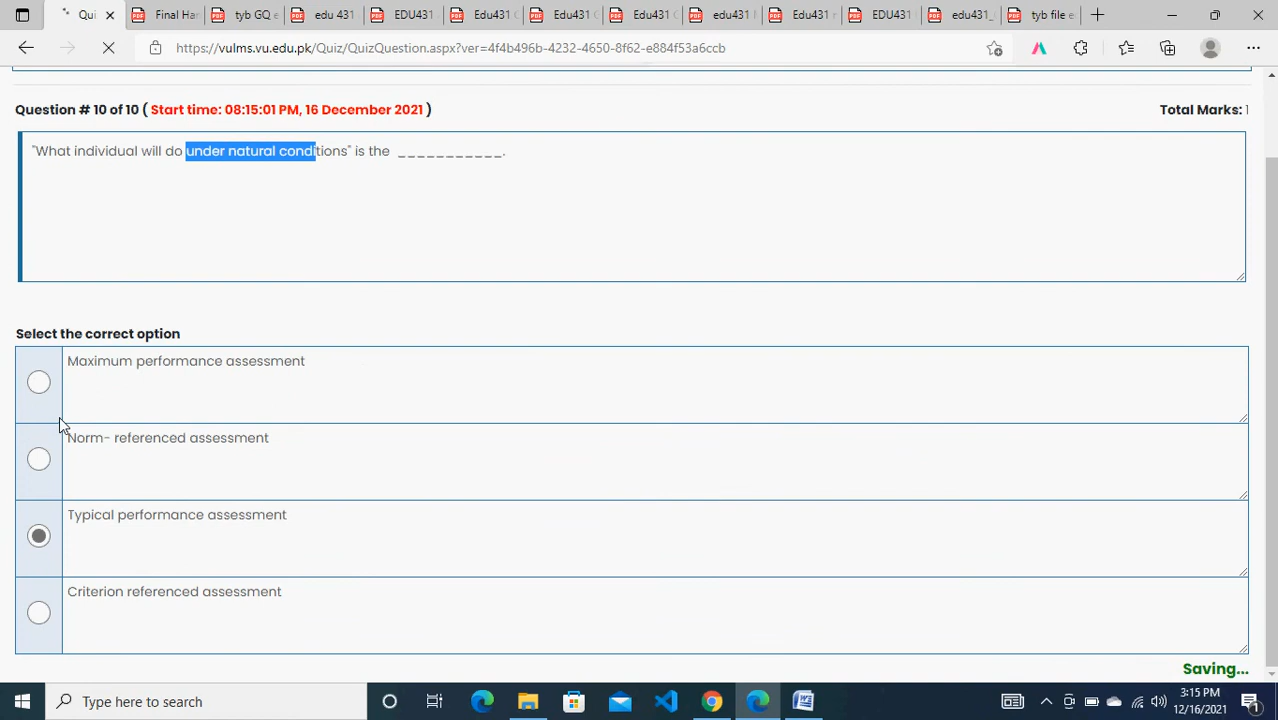 Qui
Final Har
tyb GQ e
edu 431
EDU431
Edu431 G
Edu431 G
Edu431 G
edu431 I
Edu431 r
EDU431
edu431_
tyb file e
https://vulms.vu.edu.pk/Quiz/QuizQuestion.aspx?ver=4f4b496b-4232-4650-8f62-e884f53a6ccb
Question # 10 of 10 ( Start time: 08:15:01 PM, 16 December 2021 ) Total Marks: 1
"What individual will do under natural conditions" is the ___________.
Select the correct option
Maximum performance assessment
Norm- referenced assessment
Typical performance assessment
Criterion referenced assessment
Saving...
Type here to search
3:15 PM
12/16/2021